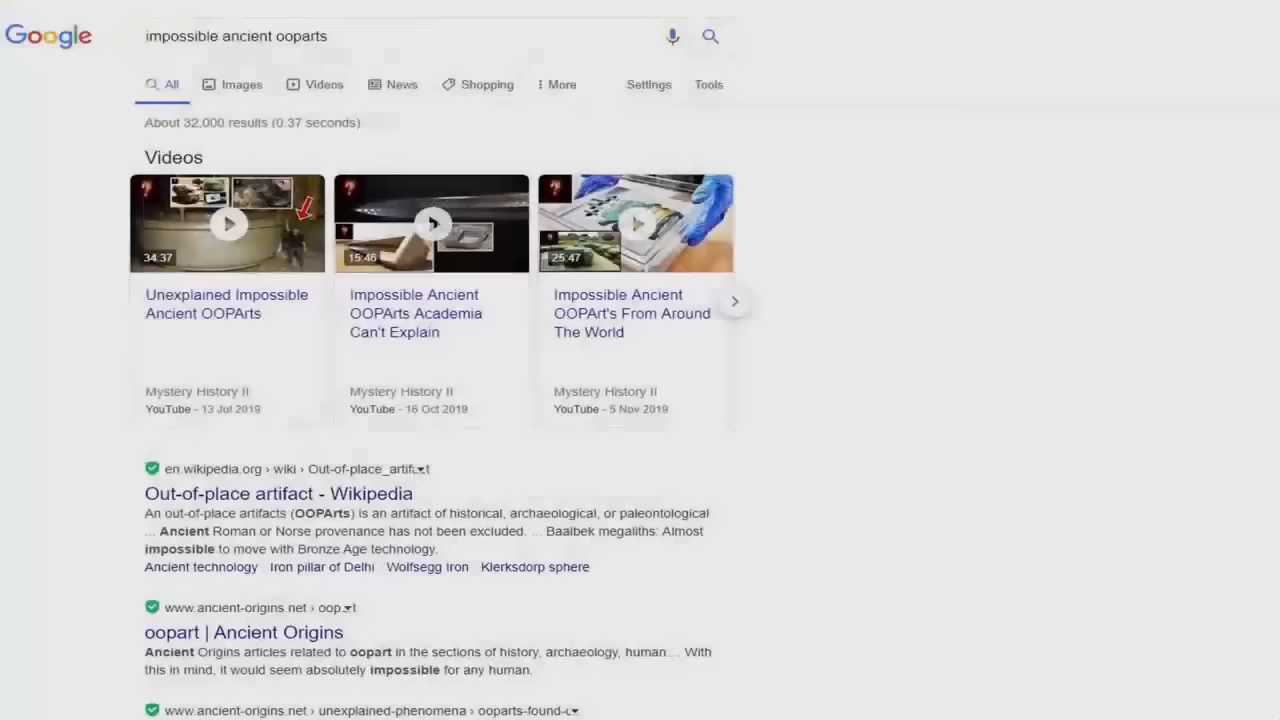 Google
impossible ancient ooparts
All Images Videos News Shopping More Settings Tools
About 32,000 results (0.37 seconds)
Videos
34:37
15:46
25:47
Unexplained Impossible
Ancient OOPArts
Mystery History II
YouTube - 13 Jul 2019
Impossible Ancient
OOPArts Academia
Can't Explain
Mystery History II
YouTube - 16 Oct 2019
Impossible Ancient
OOPArt's From Around
The World
Mystery History II
YouTube - 5 Nov 2019
en.wikipedia.org › wiki › Out-of-place_artifact
Out-of-place artifact - Wikipedia
An out-of-place artifacts (OOPArts) is an artifact of historical, archaeological, or paleontological
... Ancient Roman or Norse provenance has not been excluded. ... Baalbek megaliths: Almost
impossible to move with Bronze Age technology.
Ancient technology Iron pillar of Delhi Wolfsegg Iron Klerksdorp sphere
www.ancient-origins.net › oopart
oopart | Ancient Origins
Ancient Origins articles related to oopart in the sections of history, archaeology, human ... With
this in mind, it would seem absolutely impossible for any human.
www.ancient-origins.net › unexplained-phenomena › ooparts-found-